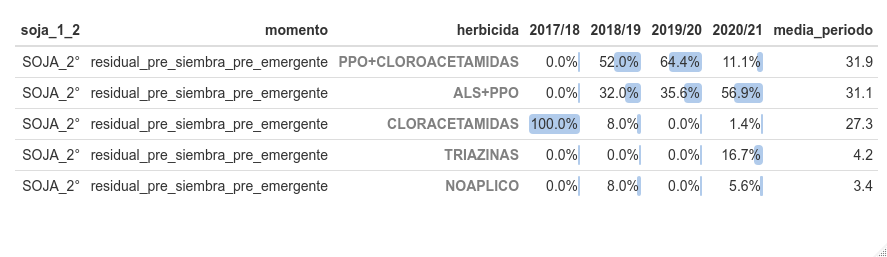 soja_1_2 momento herbicida 2017/18 2018/19 2019/20 2020/21 media_periodo
SOJA_2° residual_pre_siembra_pre_emergente PPO+CLOROACETAMIDAS 0.0% 52.0% 64.4% 11.1% 31.9
SOJA_2° residual_pre_siembra_pre_emergente ALS+PPO 0.0% 32.0% 35.6% 56.9% 31.1
SOJA_2° residual_pre_siembra_pre_emergente CLORACETAMIDAS 100.0% 8.0% 0.0% 1.4% 27.3
SOJA_2° residual_pre_siembra_pre_emergente TRIAZINAS 0.0% 0.0% 0.0% 16.7% 4.2
SOJA_2° residual_pre_siembra_pre_emergente NOAPLICO 0.0% 8.0% 0.0% 5.6% 3.4